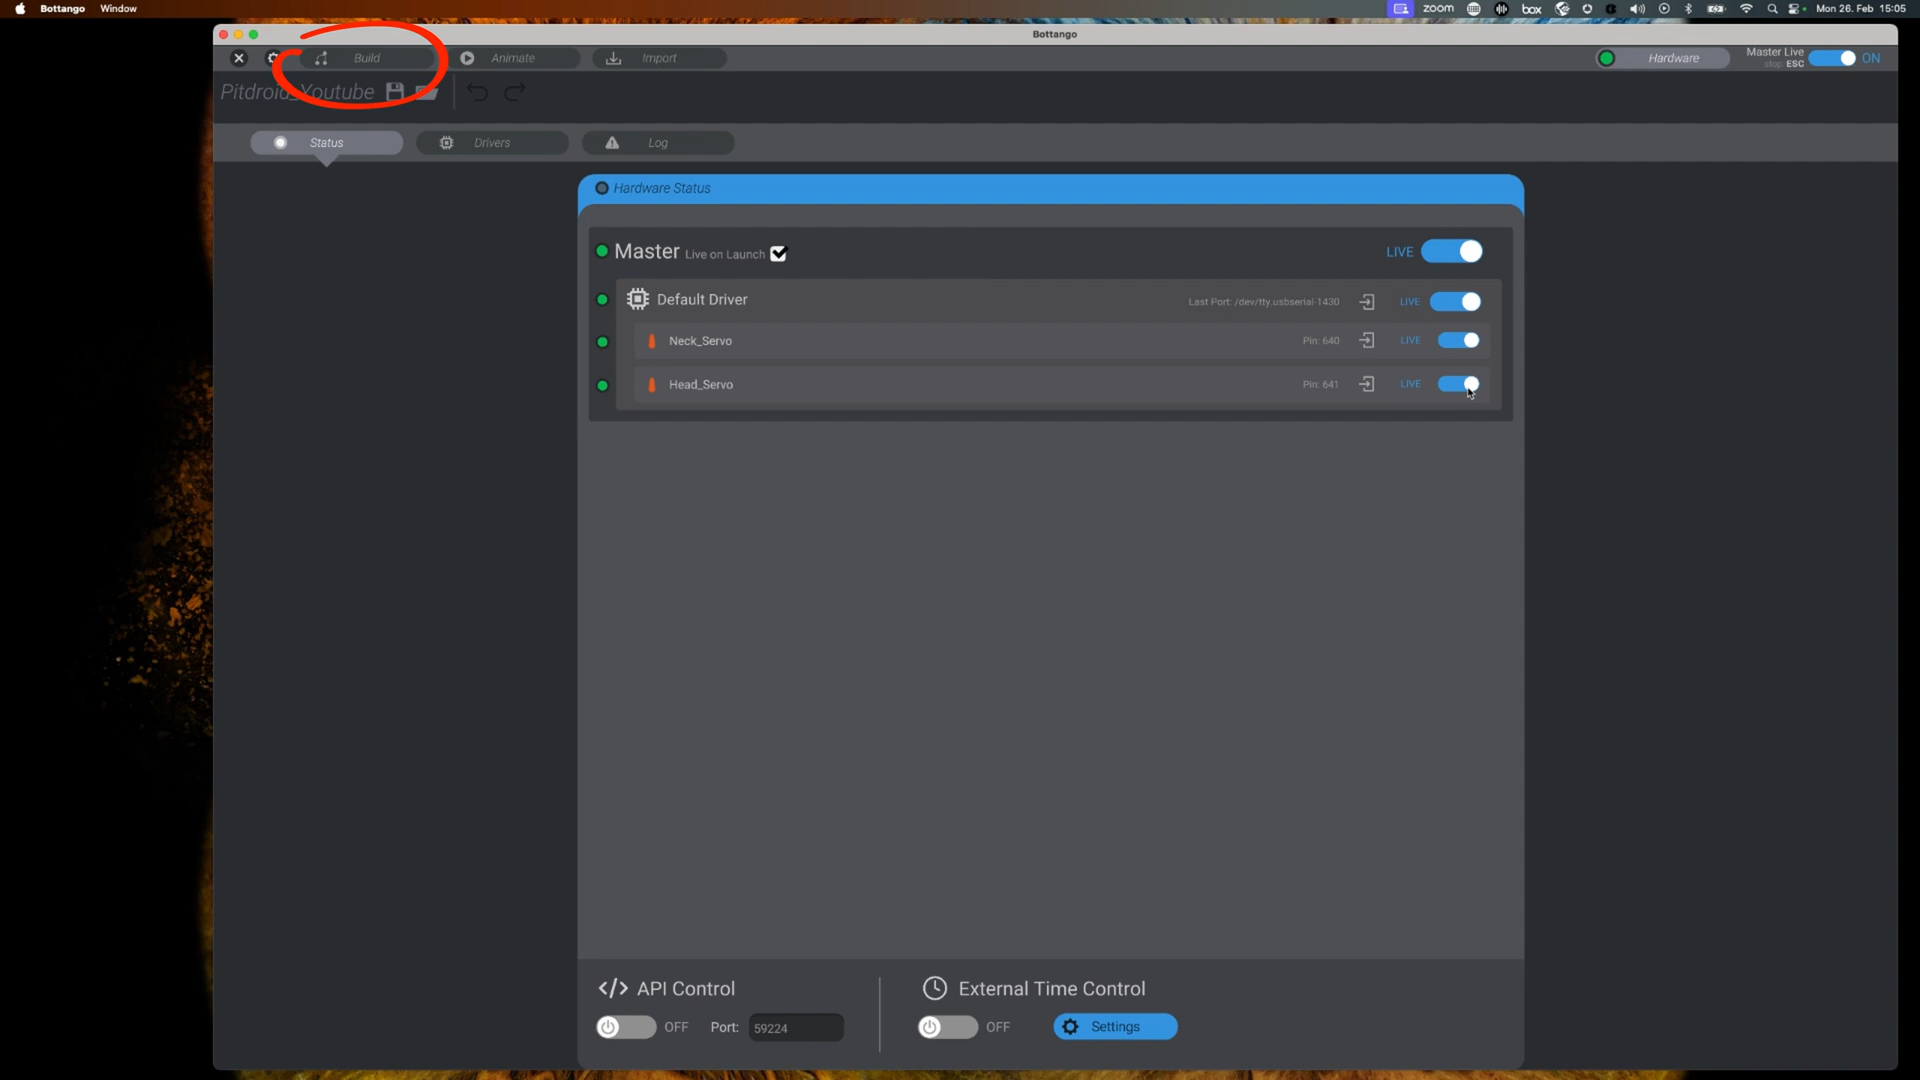 Bottango Window
zoom box Mon 26. Feb 15:05
Bottango
Build Animate Import Hardware Master Live ON
stop: ESC
Pitdroid_Youtube
Status Drivers Log
Hardware Status
Master Live on Launch LIVE
Default Driver Last Port: /dev/tty.usbserial-1430 LIVE
Neck_Servo Pin: 640 LIVE
Head_Servo Pin: 641 LIVE
</> API Control External Time Control
OFF Port: 59224 OFF Settings